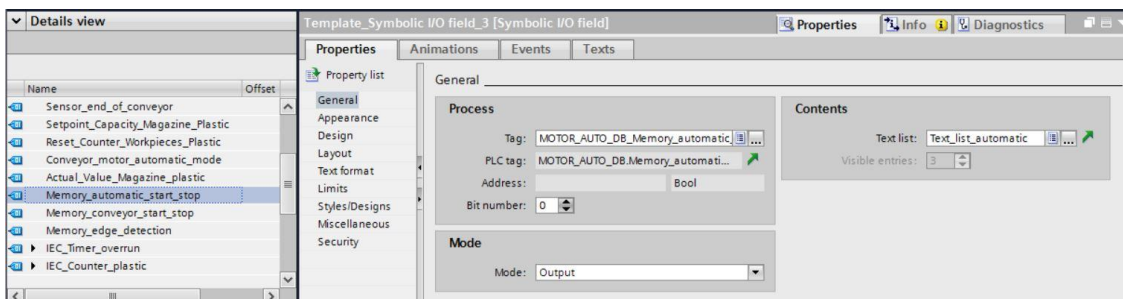 Details view
Name Offset
Sensor_end_of_conveyor
Setpoint_Capacity_Magazine_Plastic
Reset_Counter_Workpieces_Plastic
Conveyor_motor_automatic_mode
Actual_Value_Magazine_plastic
Memory_automatic_start_stop
Memory_conveyor_start_stop
Memory_edge_detection
IEC_Timer_overrun
IEC_Counter_plastic
Template_Symbolic I/O field_3 [Symbolic I/O field]
Properties Info Diagnostics
Properties Animations Events Texts
Property list
General
Appearance
Design
Layout
Text format
Limits
Styles/Designs
Miscellaneous
Security
General
Process
Tag: MOTOR_AUTO_DB_Memory_automatic_ ...
PLC tag: MOTOR_AUTO_DB.Memory_automati...
Address: Bool
Bit number: 0
Mode
Mode: Output
Contents
Text list: Text_list_automatic ...
Visible entries: 3